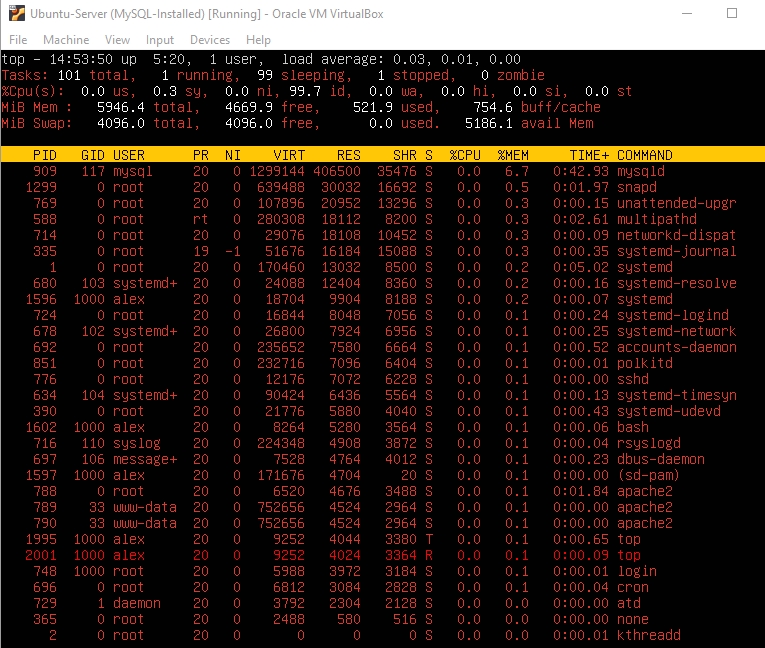 Ubuntu-Server (MySQL-Installed) [Running] - Oracle VM VirtualBox
File Machine View Input Devices Help
top - 14:53:50 up 5:20, 1 user, load average: 0.03, 0.01, 0.00
Tasks: 101 total, 1 running, 99 sleeping, 1 stopped, 0 zombie
%Cpu(s): 0.0 us, 0.3 sy, 0.0 ni, 99.7 id, 0.0 wa, 0.0 hi, 0.0 si, 0.0 st
MiB Mem : 5946.4 total, 4669.9 free, 521.9 used, 754.6 buff/cache
MiB Swap: 4096.0 total, 4096.0 free, 0.0 used. 5186.1 avail Mem
PID GID USER PR NI VIRT RES SHR S %CPU %MEM TIME+ COMMAND
909 117 mysql 20 0 1299144 406500 35476 S 0.0 6.7 0:42.93 mysqld
1299 0 root 20 0 639488 30032 16692 S 0.0 0.5 0:01.97 snapd
769 0 root 20 0 107896 20952 13296 S 0.0 0.3 0:00.15 unattended-upgr
588 0 root rt 0 280308 18112 8200 S 0.0 0.3 0:02.61 multipathd
714 0 root 20 0 29076 18108 10452 S 0.0 0.3 0:00.09 networkd-dispat
335 0 root 19 -1 51676 16184 15088 S 0.0 0.3 0:00.35 systemd-journal
1 0 root 20 0 170460 13032 8500 S 0.0 0.2 0:05.02 systemd
680 103 systemd+ 20 0 24088 12404 8360 S 0.0 0.2 0:00.16 systemd-resolve
1596 1000 alex 20 0 18704 9904 8188 S 0.0 0.2 0:00.07 systemd
724 0 root 20 0 16844 8048 7056 S 0.0 0.1 0:00.24 systemd-logind
678 102 systemd+ 20 0 26800 7924 6956 S 0.0 0.1 0:00.25 systemd-network
692 0 root 20 0 235652 7580 6664 S 0.0 0.1 0:00.52 accounts-daemon
851 0 root 20 0 232716 7096 6404 S 0.0 0.1 0:00.01 polkitd
776 0 root 20 0 12176 7072 6228 S 0.0 0.1 0:00.00 sshd
634 104 systemd+ 20 0 90424 6436 5564 S 0.0 0.1 0:00.13 systemd-timesyn
390 0 root 20 0 21776 5880 4040 S 0.0 0.1 0:00.43 systemd-udevd
1602 1000 alex 20 0 8264 5280 3564 S 0.0 0.1 0:00.06 bash
716 110 syslog 20 0 224348 4908 3872 S 0.0 0.1 0:00.04 rsyslogd
697 106 message+ 20 0 7528 4764 4012 S 0.0 0.1 0:00.23 dbus-daemon
1597 1000 alex 20 0 171676 4704 20 S 0.0 0.1 0:00.00 (sd-pam)
788 0 root 20 0 6520 4676 3488 S 0.0 0.1 0:01.84 apache2
789 33 www-data 20 0 752656 4524 2964 S 0.0 0.1 0:00.00 apache2
790 33 www-data 20 0 752656 4524 2964 S 0.0 0.1 0:00.00 apache2
1995 1000 alex 20 0 9252 4044 3380 T 0.0 0.1 0:00.65 top
2001 1000 alex 20 0 9252 4024 3364 R 0.0 0.1 0:00.09 top
748 1000 root 20 0 5988 3972 3184 S 0.0 0.1 0:00.01 login
696 0 root 20 0 6812 3084 2828 S 0.0 0.1 0:00.04 cron
729 1 daemon 20 0 3792 2304 2128 S 0.0 0.0 0:00.00 atd
365 0 root 20 0 2488 580 516 S 0.0 0.0 0:00.00 none
2 0 root 20 0 0 0 0 S 0.0 0.0 0:00.01 kthreadd